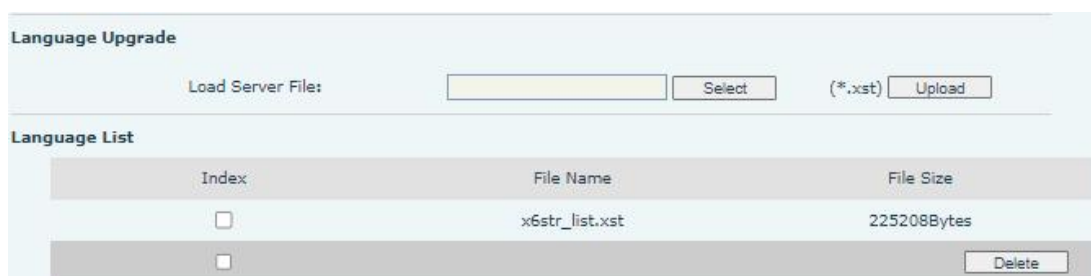 Language Upgrade
Load Server File: Select (*.xst) Upload
Language List
Index File Name File Size
x6str_list.xst 225208Bytes
Delete